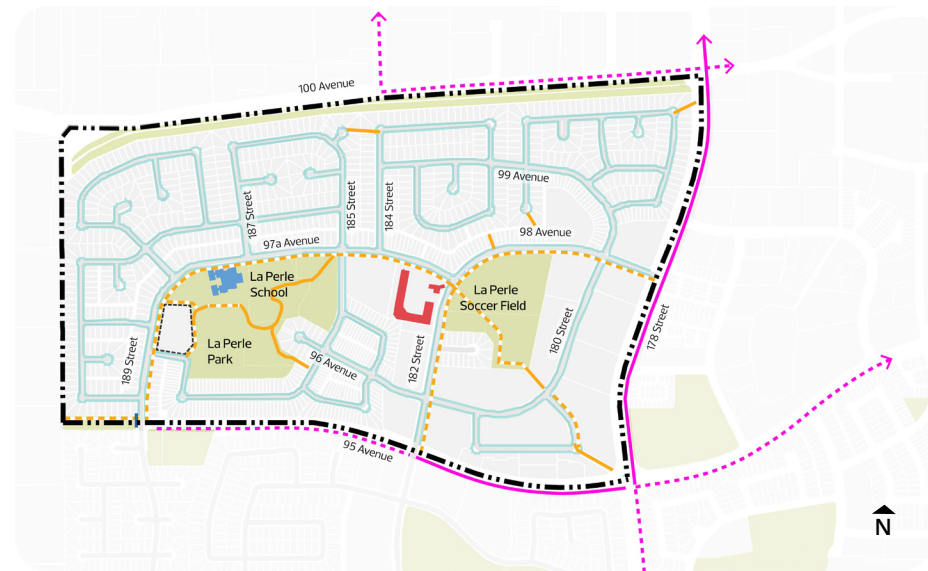 100 Avenue
99 Avenue
187 Street
185 Street
184 Street
98 Avenue
97a Avenue
La Perle
School
La Perle
Soccer Field
180 Street
178 Street
La Perle
Park
189 Street
96 Avenue
182 Street
95 Avenue
N